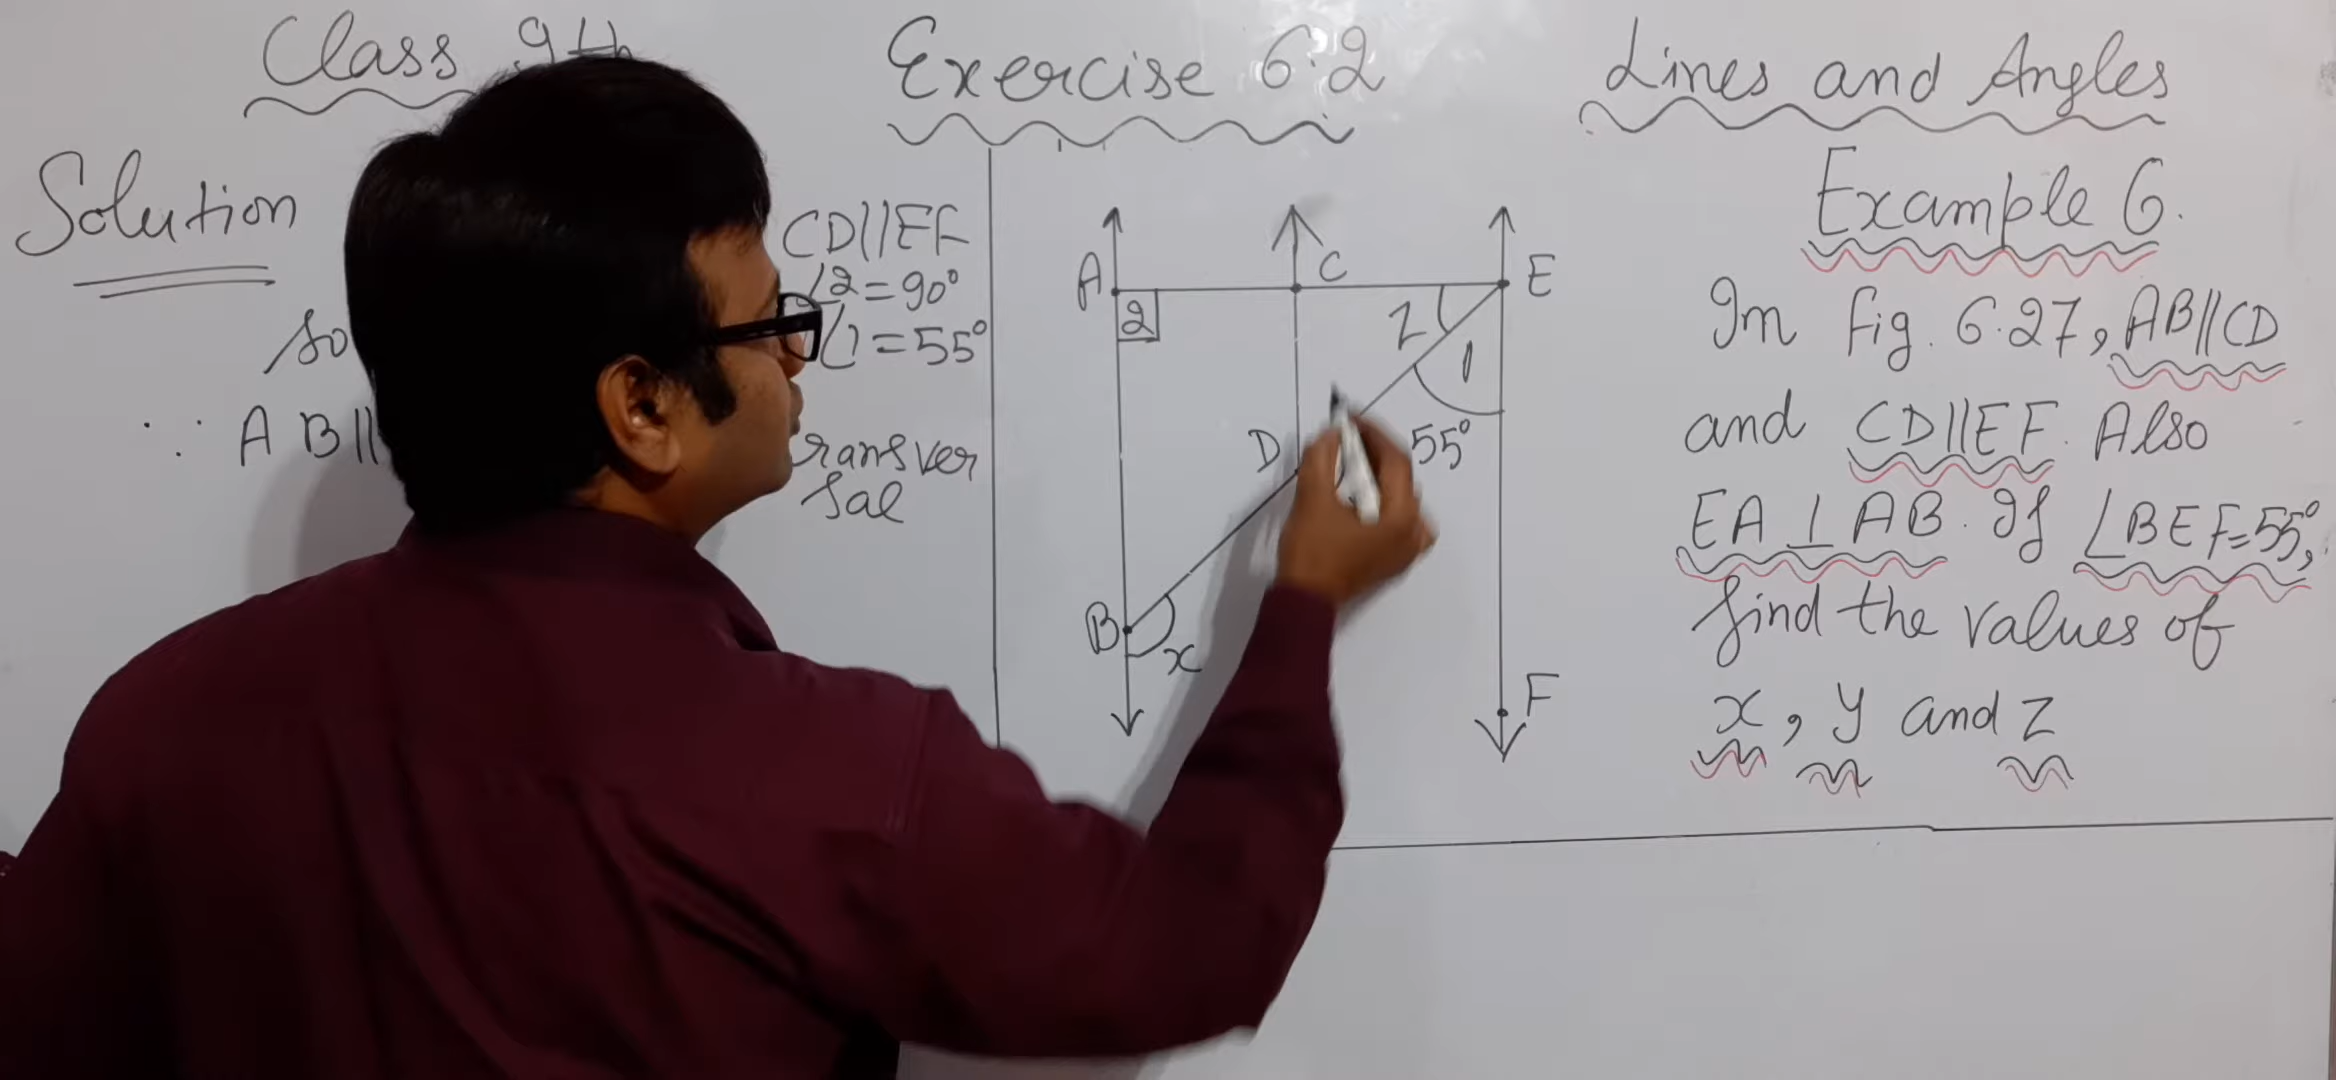 Class 9th
Exercise 6.2
Lines and Angles
Solution
CD||EF
∠2=90°
∠1=55°
so
∵ AB||
transver
sal
A
C
E
2
Z
1
D
55°
B
x
F
Example 6.
In fig. 6.27, AB||CD
and CD||EF. Also
EA⊥AB. If ∠BEF=55°,
find the values of
x, y and z